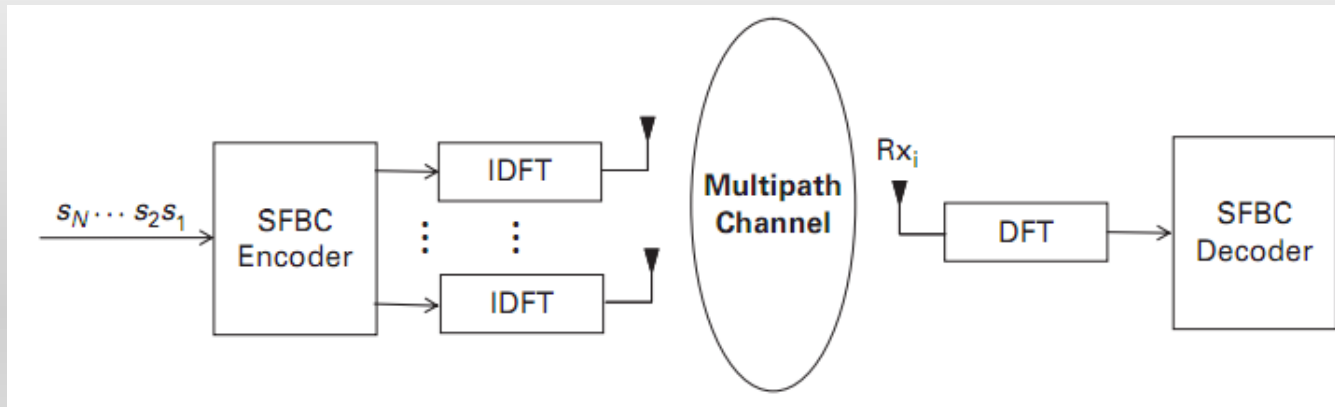 s_N ··· s_2 s_1
SFBC
Encoder
IDFT
⋮ ⋮
IDFT
Multipath
Channel
Rx_i
DFT
SFBC
Decoder